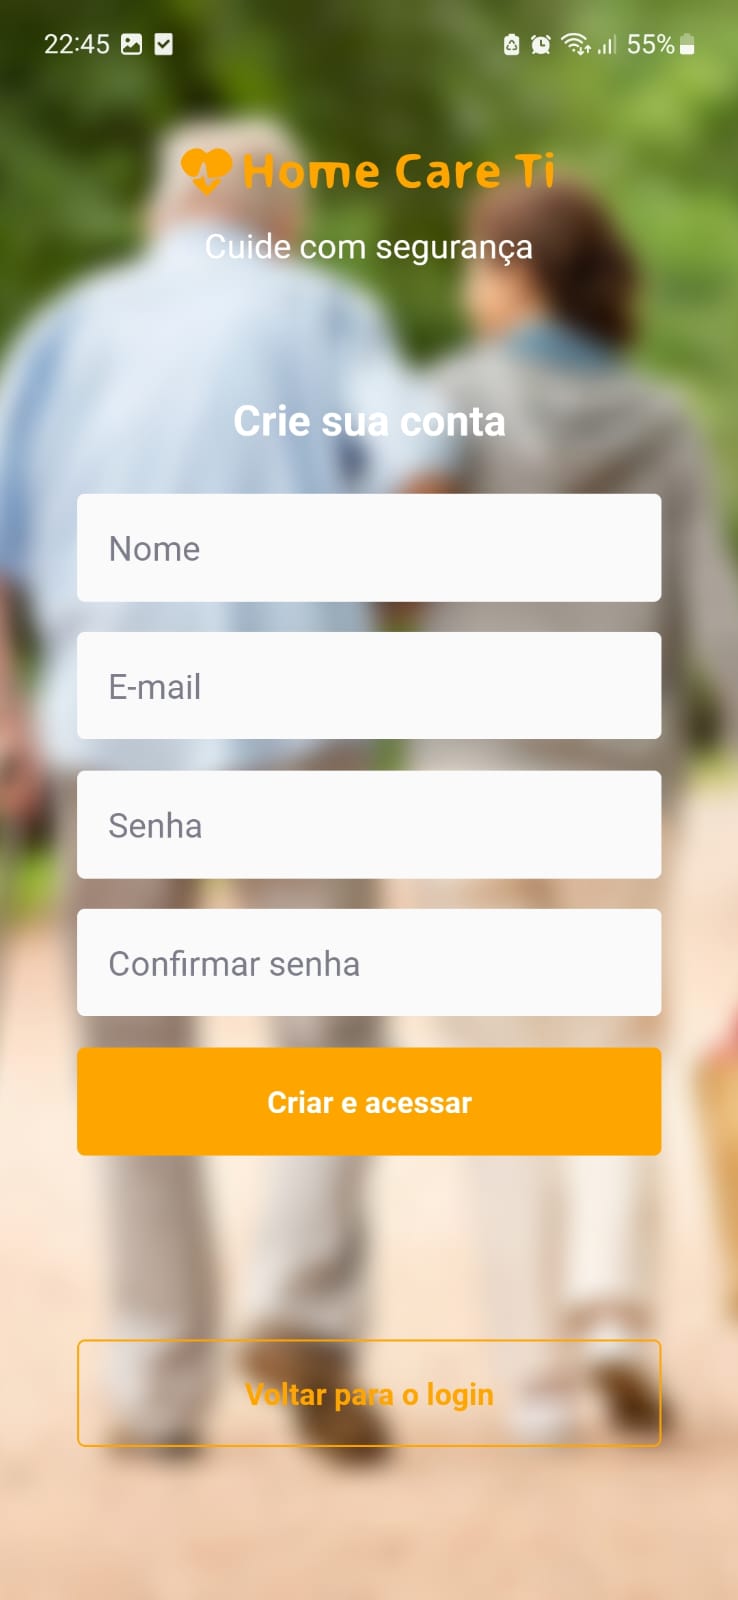 22:45 55%
Home Care Ti
Cuide com segurança
Crie sua conta
Nome
E-mail
Senha
Confirmar senha
Criar e acessar
Voltar para o login